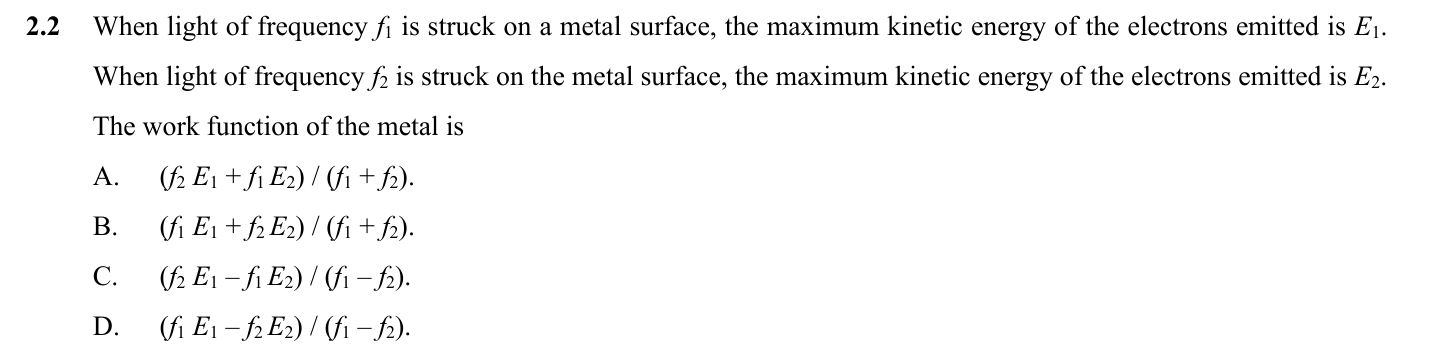 2.2 When light of frequency f₁ is struck on a metal surface, the maximum kinetic energy of the electrons emitted is E₁.
When light of frequency f₂ is struck on the metal surface, the maximum kinetic energy of the electrons emitted is E₂.
The work function of the metal is
A. (f₂ E₁ + f₁ E₂) / (f₁ + f₂).
B. (f₁ E₁ + f₂ E₂) / (f₁ + f₂).
C. (f₂ E₁ – f₁ E₂) / (f₁ – f₂).
D. (f₁ E₁ – f₂ E₂) / (f₁ – f₂).